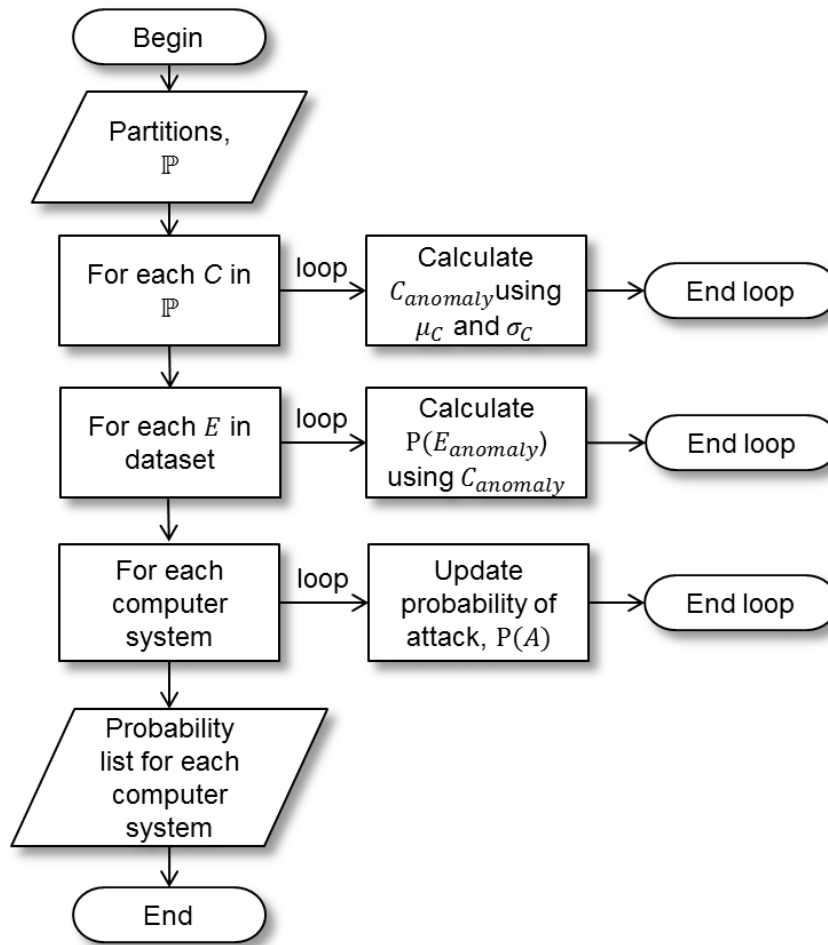 Begin
Partitions,
ℙ
For each C in
ℙ
loop
Calculate
C_anomaly using
μ_C and σ_C
End loop
For each E in
dataset
loop
Calculate
P(E_anomaly)
using C_anomaly
End loop
For each
computer
system
loop
Update
probability of
attack, P(A)
End loop
Probability
list for each
computer
system
End